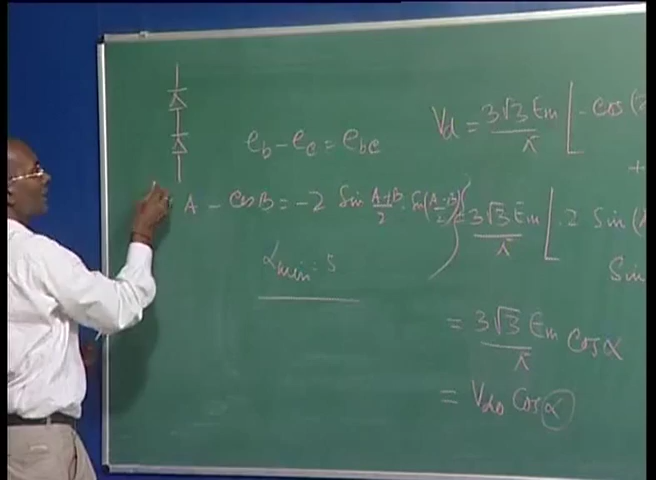 e_b - e_c = e_bc
A - cos B = -2 Sin (A+B)/2 . Sin((A-B)/2)
α_min = 5
V_d = 3√3 E_m / π [ - cos (
+
= 3√3 E_m / π [ . 2 Sin (
Sin
= 3√3 E_m / π Cos α
= V_do Cos α